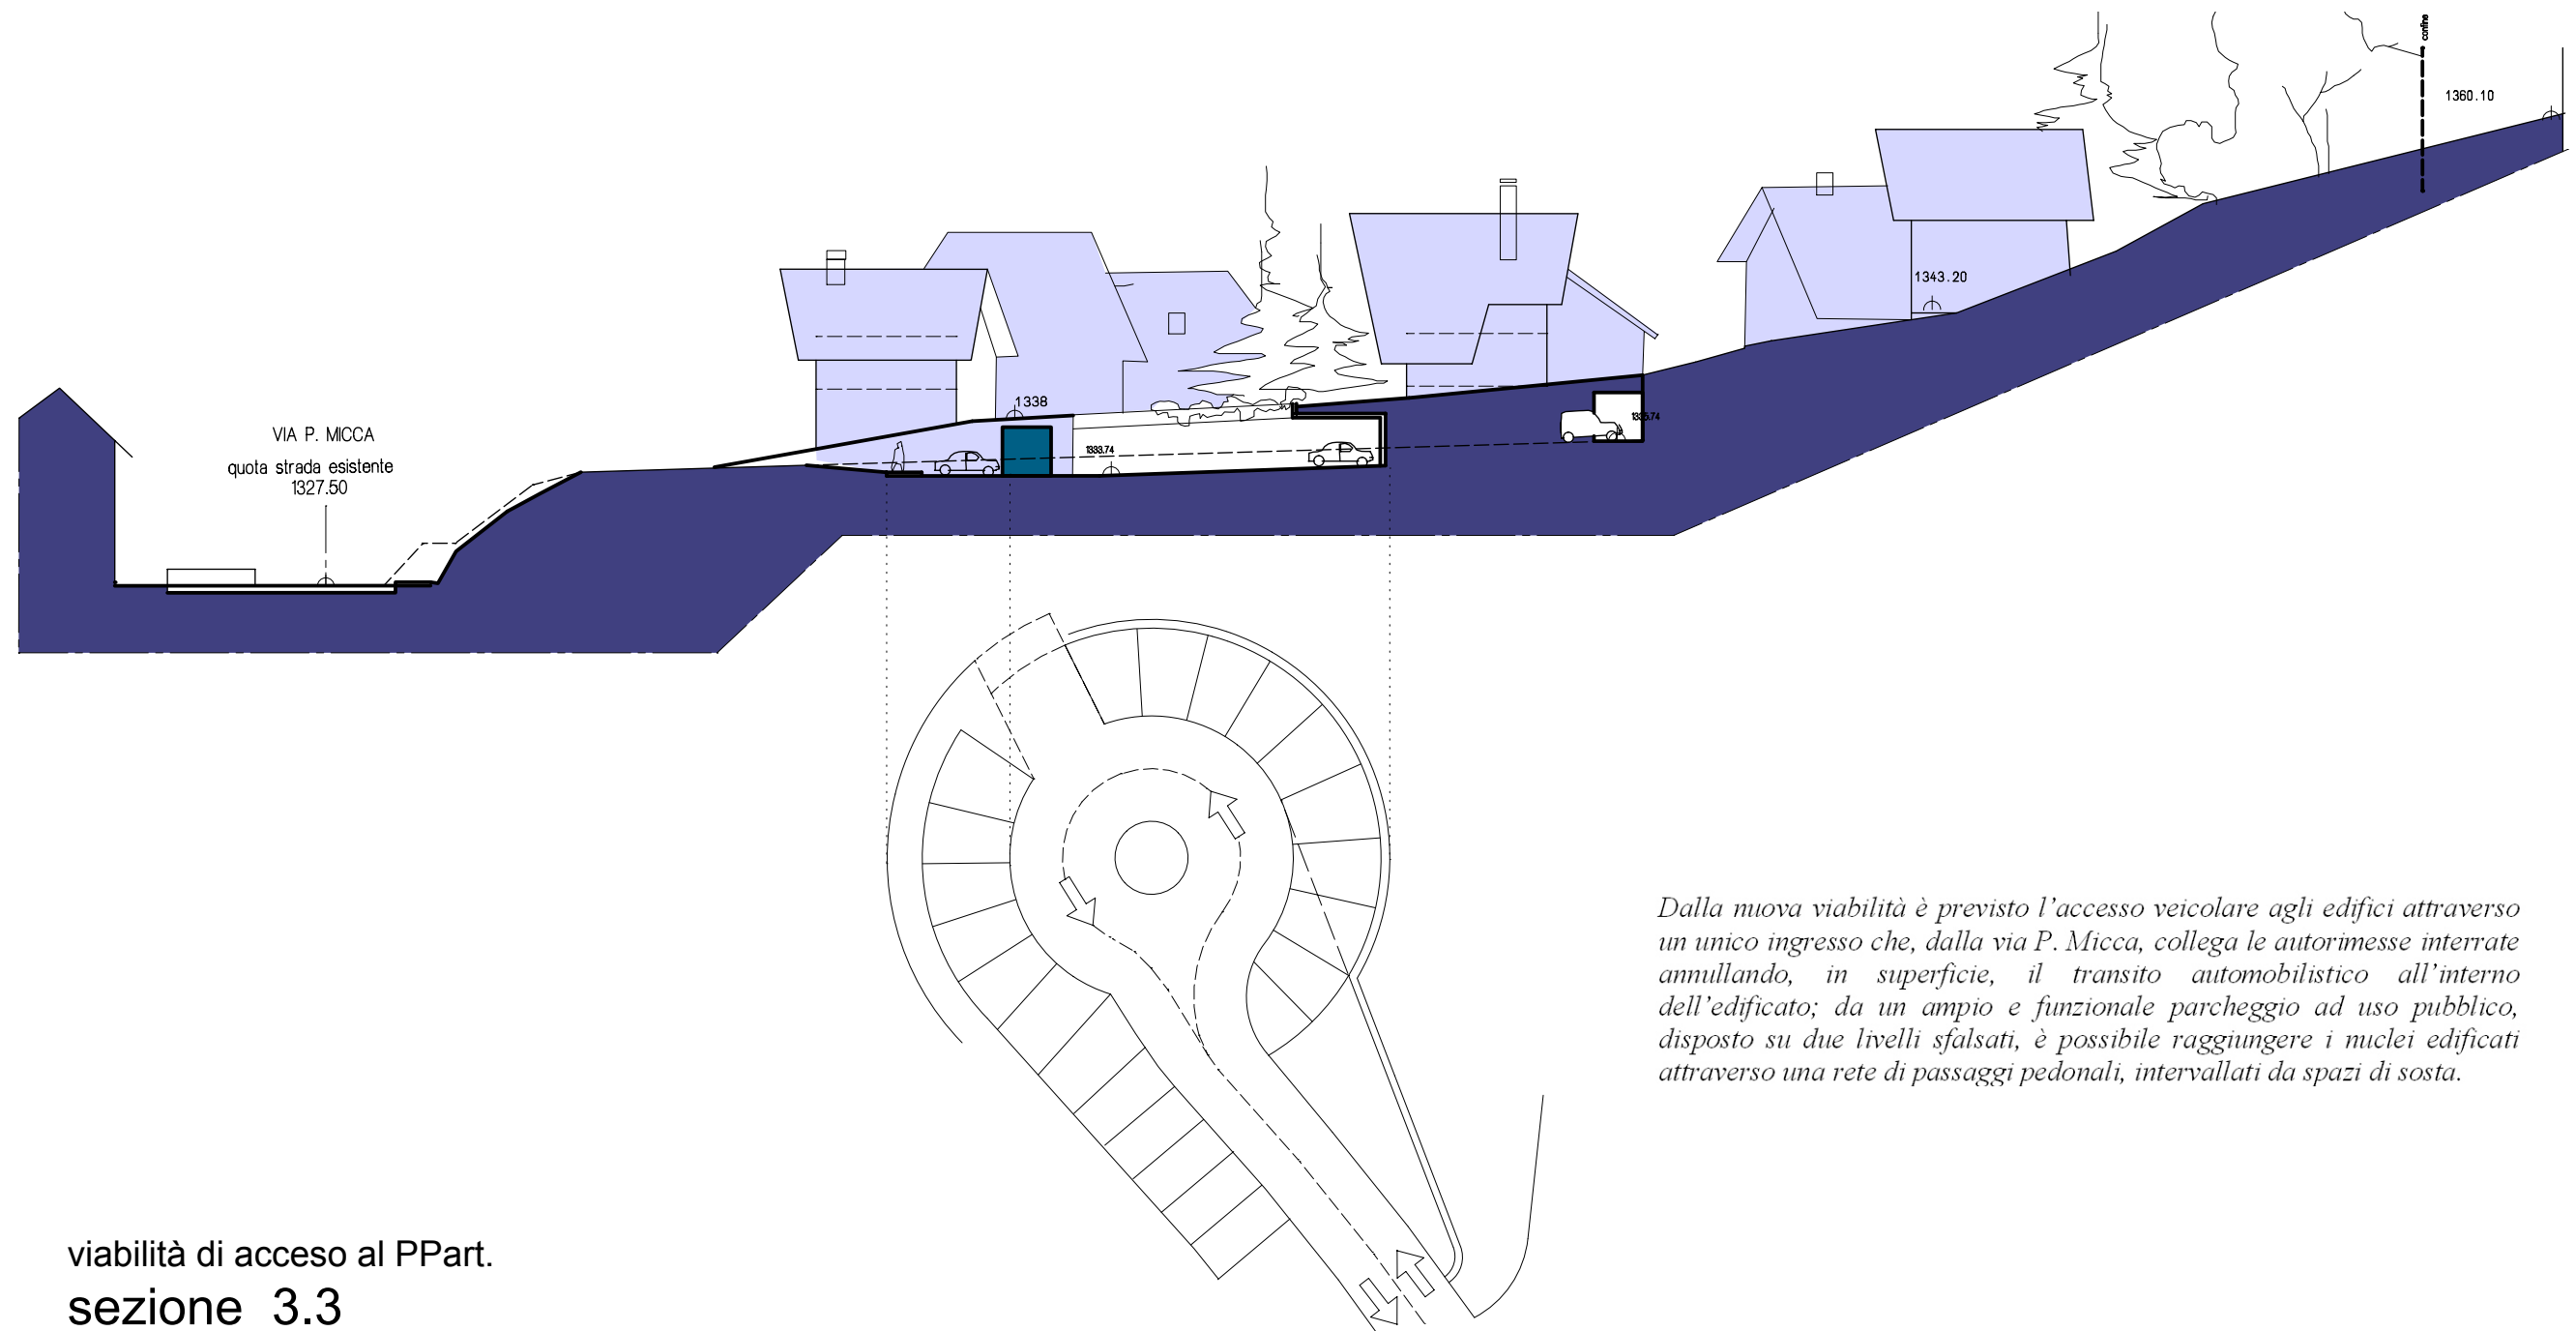 confine
1360.10
1343.20
1338
1335.74
1333.74
VIA P. MICCA
quota strada esistente
1327.50
Dalla nuova viabilità è previsto l’accesso veicolare agli edifici attraverso
un unico ingresso che, dalla via P. Micca, collega le autorimesse interrate
annullando, in superficie, il transito automobilistico all’interno
dell’edificato; da un ampio e funzionale parcheggio ad uso pubblico,
disposto su due livelli sfalsati, è possibile raggiungere i nuclei edificati
attraverso una rete di passaggi pedonali, intervallati da spazi di sosta.
viabilità di acceso al PPart.
sezione 3.3